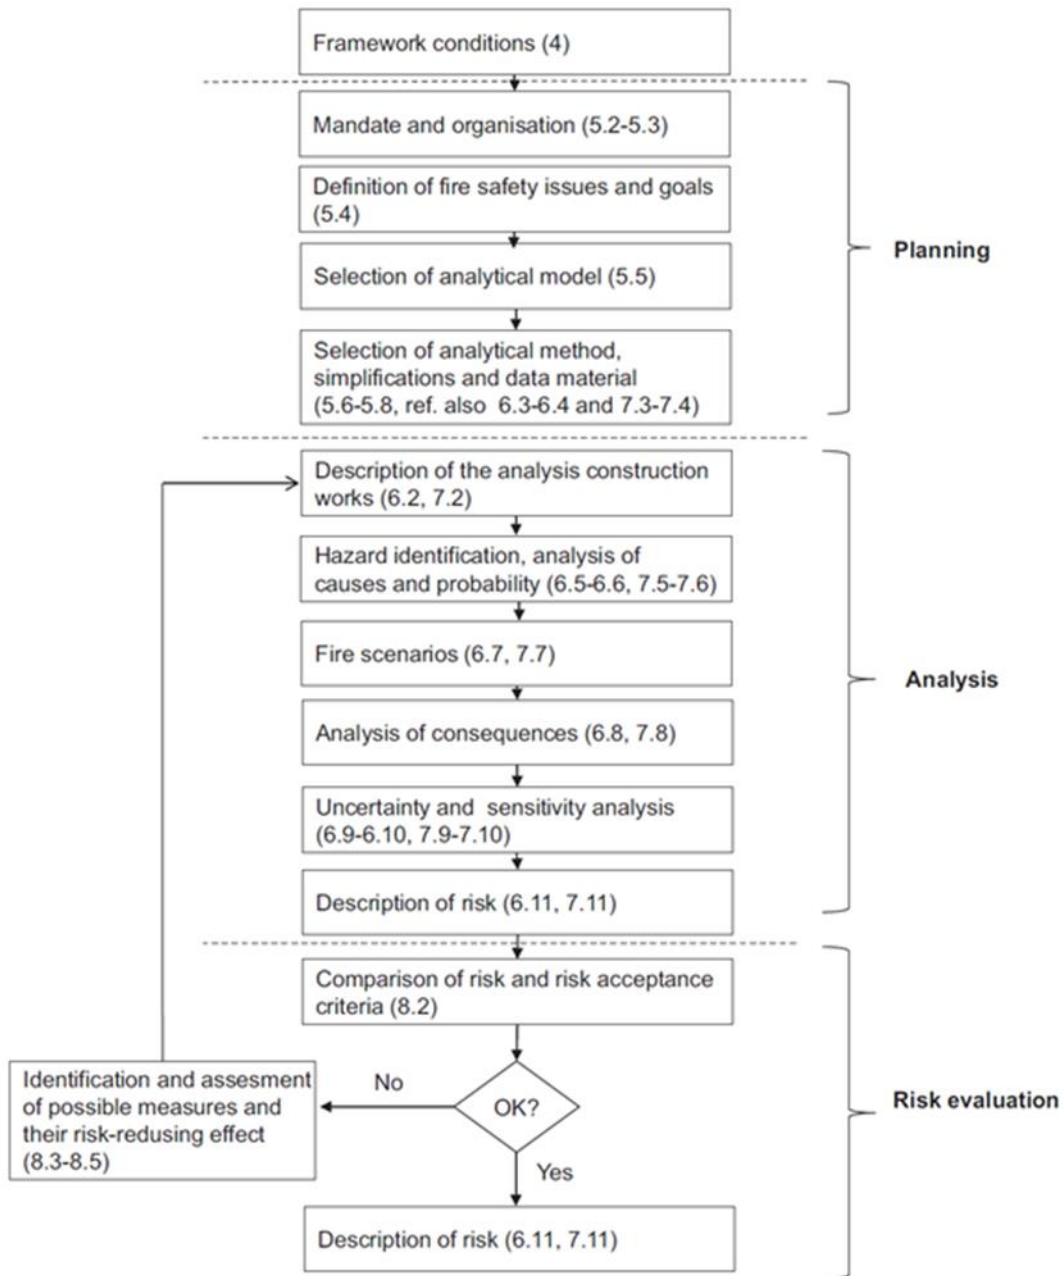 Framework conditions (4)
Mandate and organisation (5.2-5.3)
Definition of fire safety issues and goals
(5.4)
Planning
Selection of analytical model (5.5)
Selection of analytical method,
simplifications and data material
(5.6-5.8, ref. also 6.3-6.4 and 7.3-7.4)
Description of the analysis construction
works (6.2, 7.2)
Hazard identification, analysis of
causes and probability (6.5-6.6, 7.5-7.6)
Fire scenarios (6.7, 7.7)
Analysis
Analysis of consequences (6.8, 7.8)
Uncertainty and sensitivity analysis
(6.9-6.10, 7.9-7.10)
Description of risk (6.11, 7.11)
Comparison of risk and risk acceptance
criteria (8.2)
Identification and assesment
of possible measures and
their risk-redusing effect
(8.3-8.5)
No
OK?
Risk evaluation
Yes
Description of risk (6.11, 7.11)